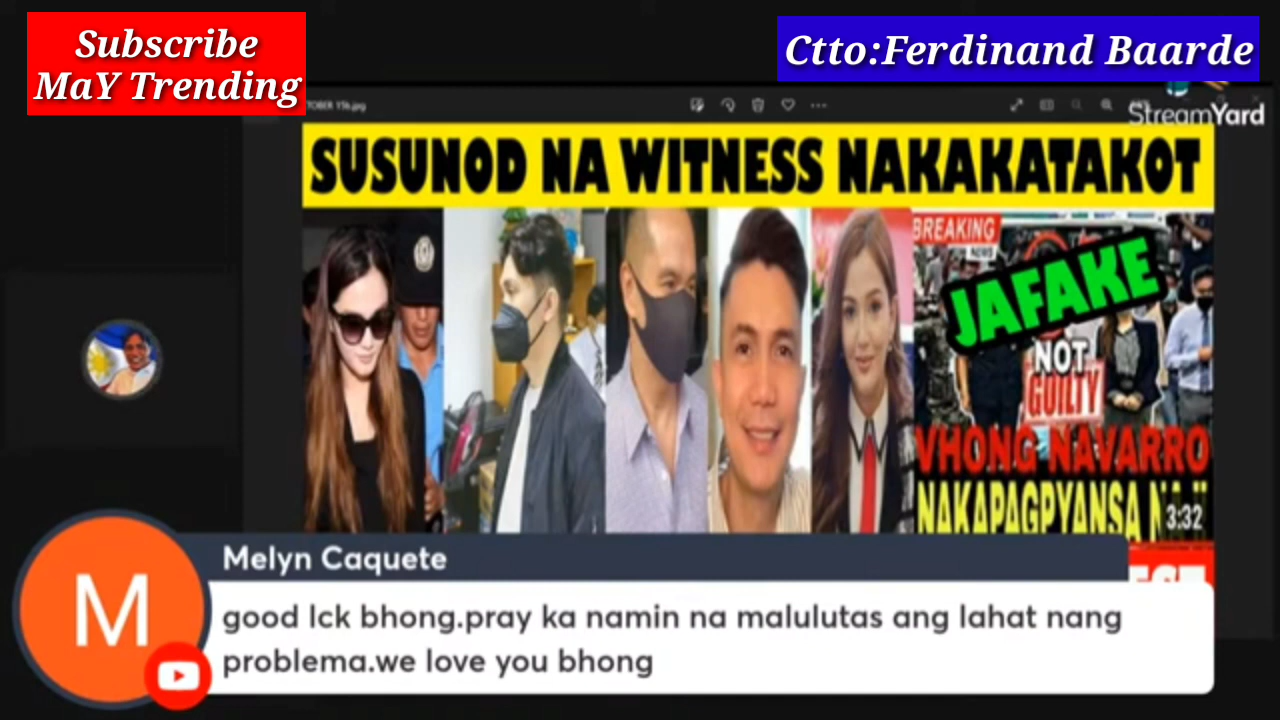 Subscribe
MaY Trending
Ctto:Ferdinand Baarde
StreamYard
SUSUNOD NA WITNESS NAKAKATAKOT
BREAKING
NEWS
JAFAKE
NOT
GUILTY
VHONG NAVARRO
NAKAPAGPYANSA NA
3:32
Melyn Caquete
M
good lck bhong.pray ka namin na malulutas ang lahat nang
problema.we love you bhong